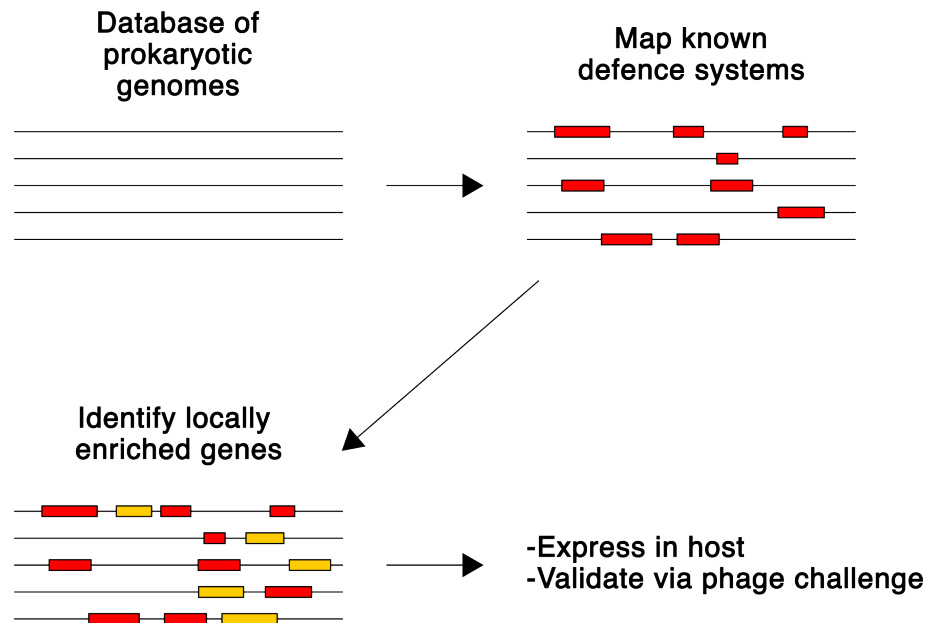 Database of
prokaryotic
genomes
Map known
defence systems
Identify locally
enriched genes
-Express in host
-Validate via phage challenge